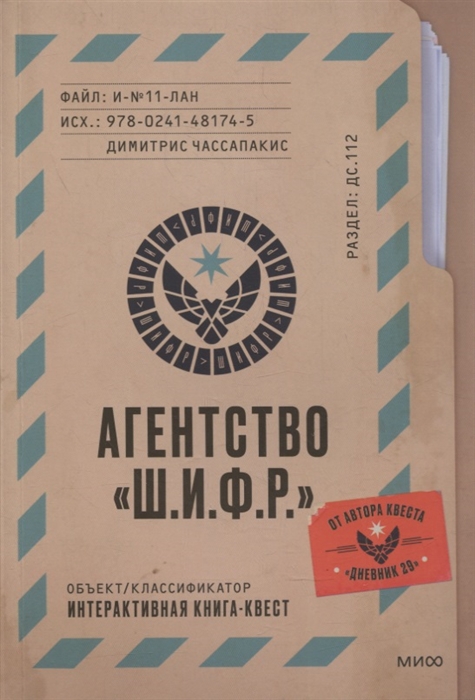 ФАЙЛ: И-№11-ЛАН
ИСХ.: 978-0241-48174-5
ДИМИТРИС ЧАССАПАКИС
РАЗДЕЛ: ДС.112
АГЕНТСТВО
«Ш.И.Ф.Р.»
ОТ АВТОРА КВЕСТА
«ДНЕВНИК 29»
ОБЪЕКТ/КЛАССИФИКАТОР
ИНТЕРАКТИВНАЯ КНИГА-КВЕСТ
МИФ